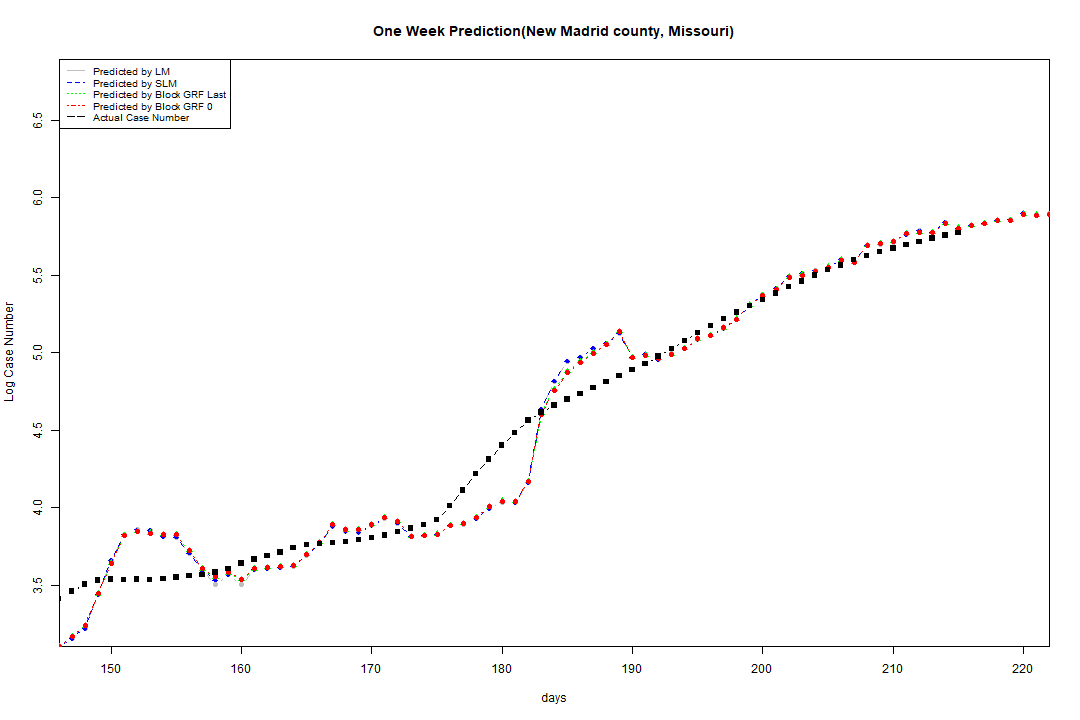 One Week Prediction(New Madrid county, Missouri)
Predicted by LM
Predicted by SLM
Predicted by Block GRF Last
Predicted by Block GRF 0
Actual Case Number
Log Case Number
6.5
6.0
5.5
5.0
4.5
4.0
3.5
150 160 170 180 190 200 210 220
days